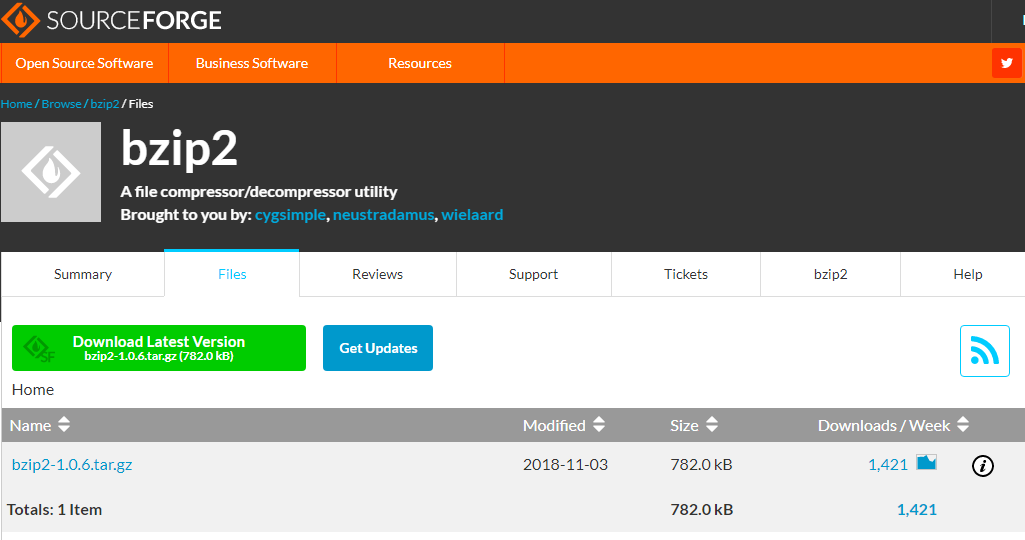 SOURCEFORGE
Open Source Software Business Software Resources
Home / Browse / bzip2 / Files
bzip2
A file compressor/decompressor utility
Brought to you by: cygsimple, neustradamus, wielaard
Summary Files Reviews Support Tickets bzip2 Help
Download Latest Version
bzip2-1.0.6.tar.gz (782.0 kB)
SF
Get Updates
Home
Name Modified Size Downloads / Week
bzip2-1.0.6.tar.gz 2018-11-03 782.0 kB 1,421 i
Totals: 1 Item 782.0 kB 1,421